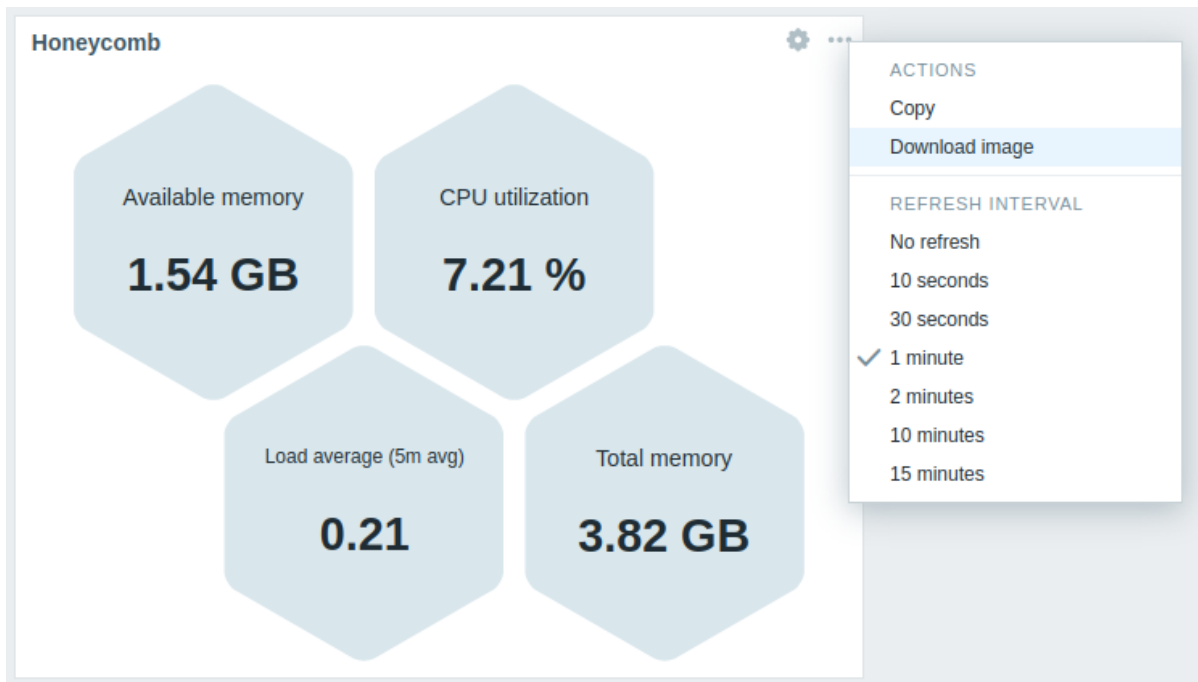 Honeycomb
Available memory
1.54 GB
CPU utilization
7.21 %
Load average (5m avg)
0.21
Total memory
3.82 GB
ACTIONS
Copy
Download image
REFRESH INTERVAL
No refresh
10 seconds
30 seconds
1 minute
2 minutes
10 minutes
15 minutes